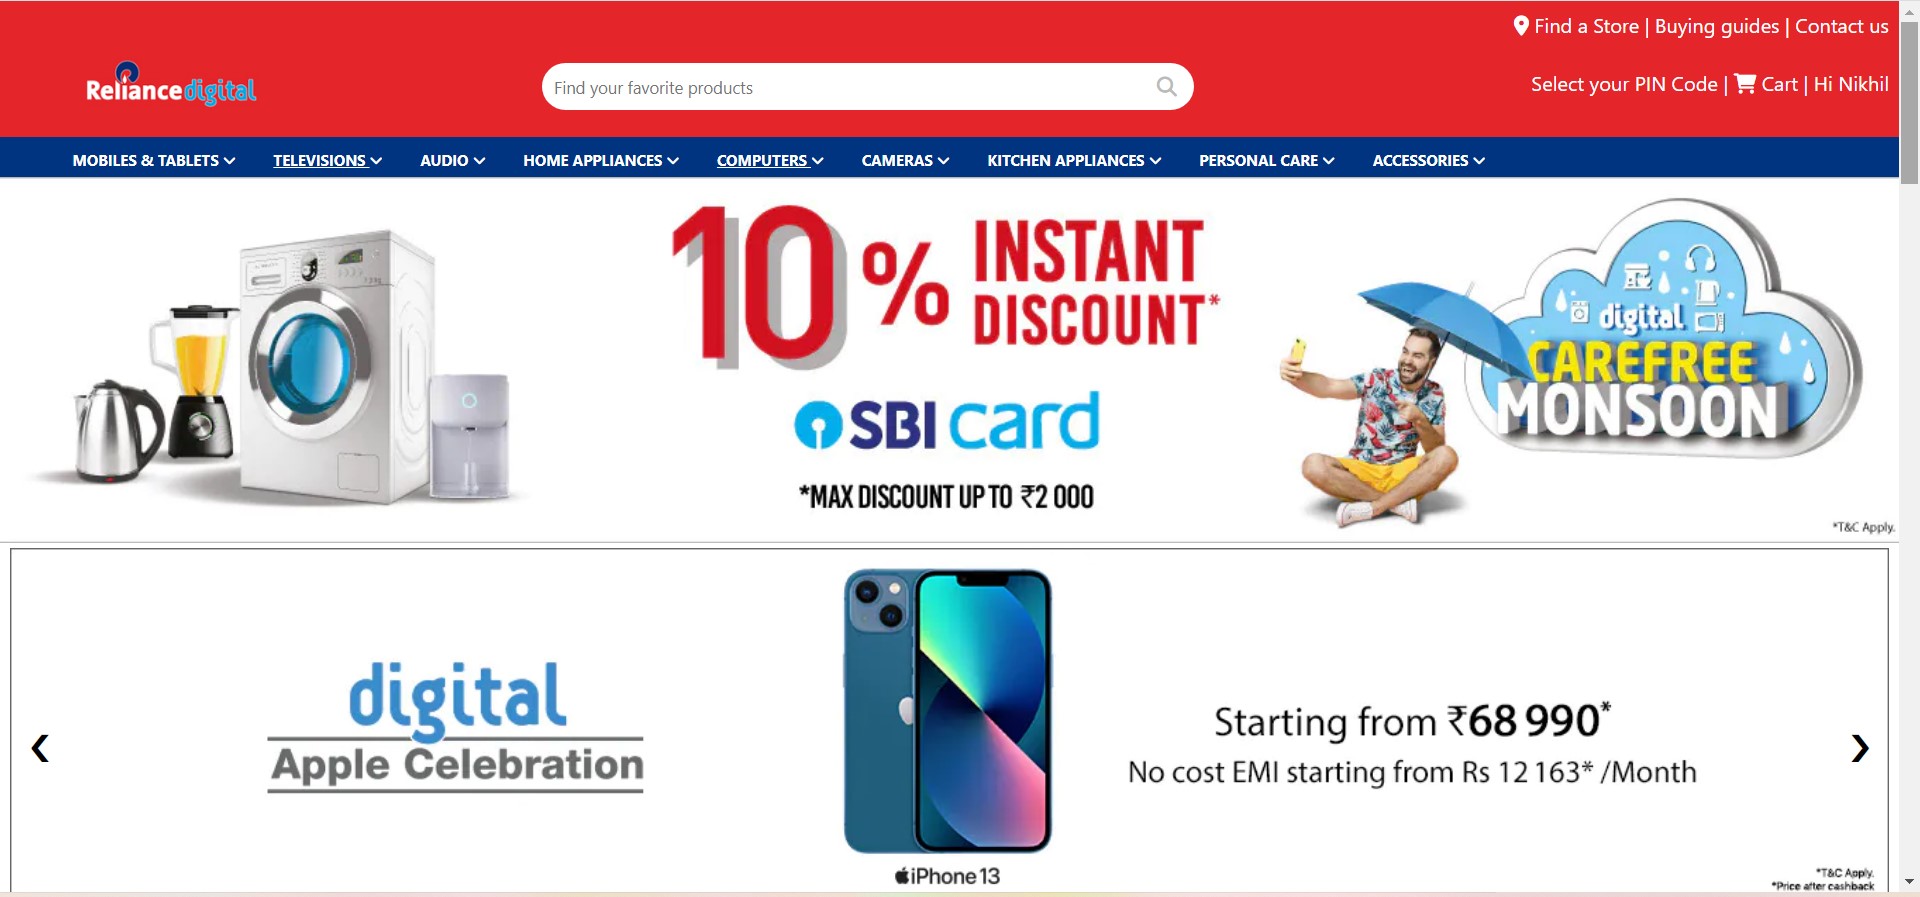 Find a Store | Buying guides | Contact us
Reliance digital
Find your favorite products
Select your PIN Code | Cart | Hi Nikhil
MOBILES & TABLETS TELEVISIONS AUDIO HOME APPLIANCES COMPUTERS CAMERAS KITCHEN APPLIANCES PERSONAL CARE ACCESSORIES
10% INSTANT
DISCOUNT*
SBI card
*MAX DISCOUNT UP TO ₹2 000
digital
CAREFREE
MONSOON
*T&C Apply.
digital
Apple Celebration
iPhone 13
Starting from ₹68 990*
No cost EMI starting from Rs 12 163* /Month
*T&C Apply.
*Price after cashback